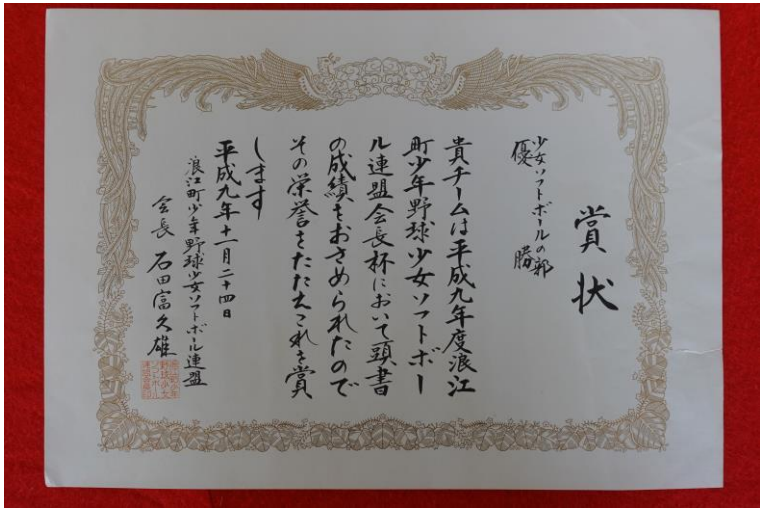 賞状
少女ソフトボールの部
優勝
貴チームは平成九年度浪江
町少年野球少女ソフトボー
ル連盟会長杯において頭書
の成績をおさめられたので
その栄誉をたたえこれを賞
します
平成九年十一月二十四日
浪江町少年野球少女ソフトボール連盟
会長 石田富久雄